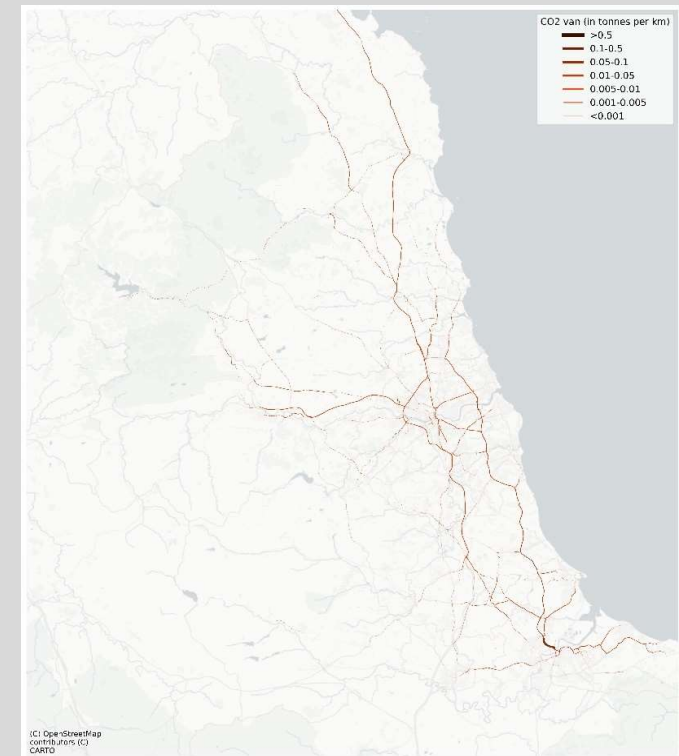 CO2 van (in tonnes per km)
>0.5
0.1-0.5
0.05-0.1
0.01-0.05
0.005-0.01
0.001-0.005
<0.001
(C) OpenStreetMap
contributors (C)
CARTO